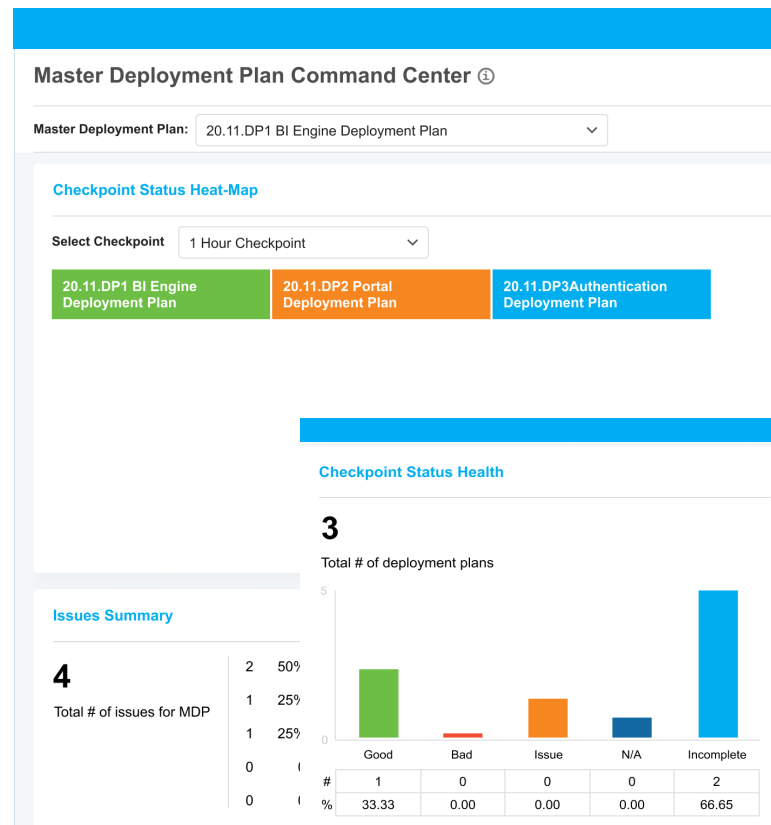 Master Deployment Plan Command Center
Master Deployment Plan: 20.11.DP1 BI Engine Deployment Plan
Checkpoint Status Heat-Map
Select Checkpoint 1 Hour Checkpoint
20.11.DP1 BI Engine
Deployment Plan
20.11.DP2 Portal
Deployment Plan
20.11.DP3Authentication
Deployment Plan
Checkpoint Status Health
3
Total # of deployment plans
5
0
Good Bad Issue N/A Incomplete
# 1 0 0 0 2
% 33.33 0.00 0.00 0.00 66.65
Issues Summary
4
Total # of issues for MDP
2 50%
1 25%
1 25%
0
0